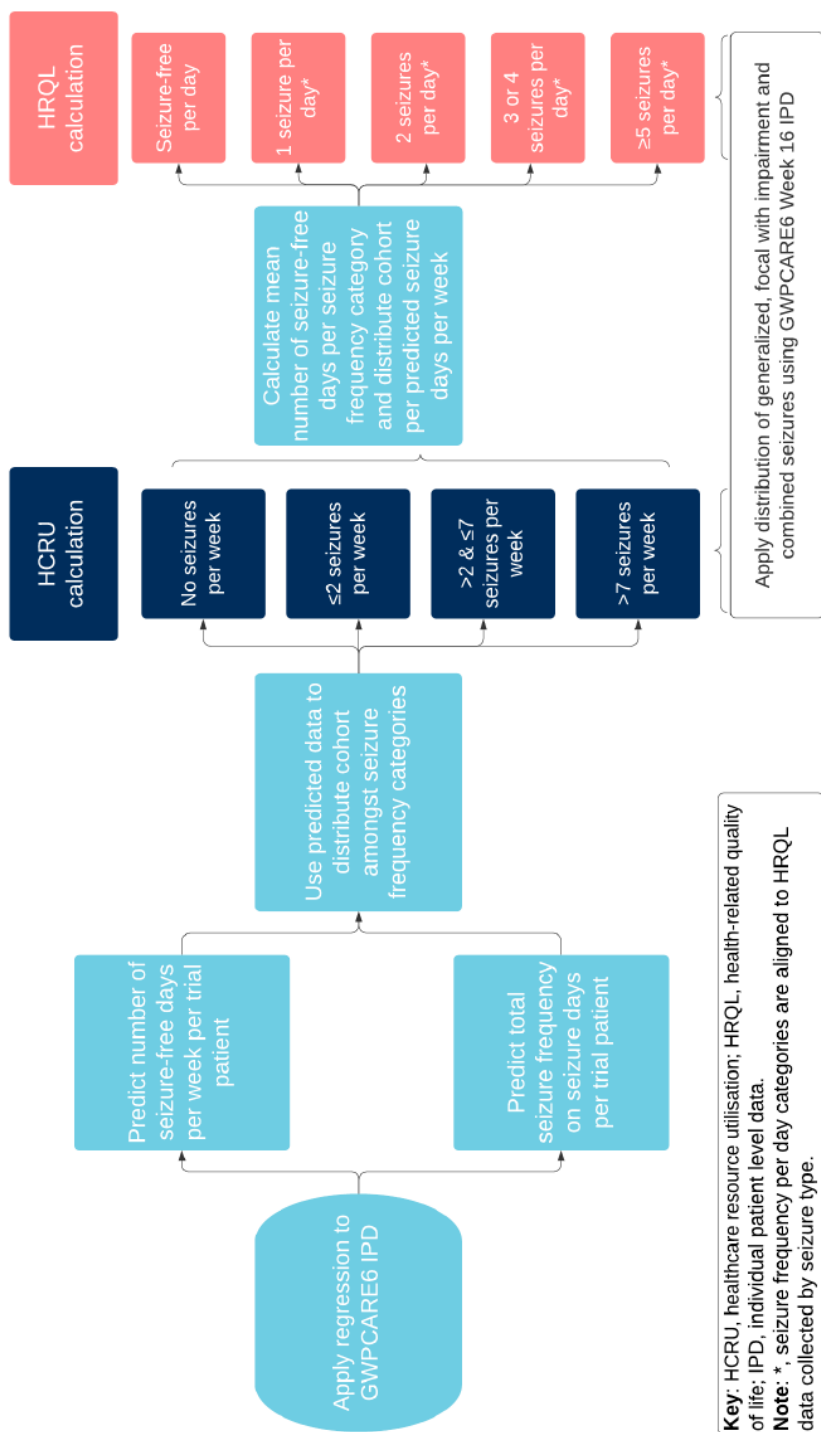 Apply regression to
GWPCARE6 IPD
Predict number of
seizure-free days
per week per trial
patient
Predict total
seizure frequency
on seizure days
per trial patient
Use predicted data to
distribute cohort
amongst seizure
frequency categories
HCRU
calculation
No seizures
per week
≤2 seizures
per week
>2 & ≤7
seizures per
week
>7 seizures
per week
Calculate mean
number of seizure-free
days per seizure
frequency category
and distribute cohort
per predicted seizure
days per week
HRQL
calculation
Seizure-free
per day
1 seizure per
day*
2 seizures
per day*
3 or 4
seizures per
day*
≥5 seizures
per day*
Apply distribution of generalized, focal with impairment and
combined seizures using GWPCARE6 Week 16 IPD
Key: HCRU, healthcare resource utilisation; HRQL, health-related quality
of life; IPD, individual patient level data.
Note: *, seizure frequency per day categories are aligned to HRQL
data collected by seizure type.